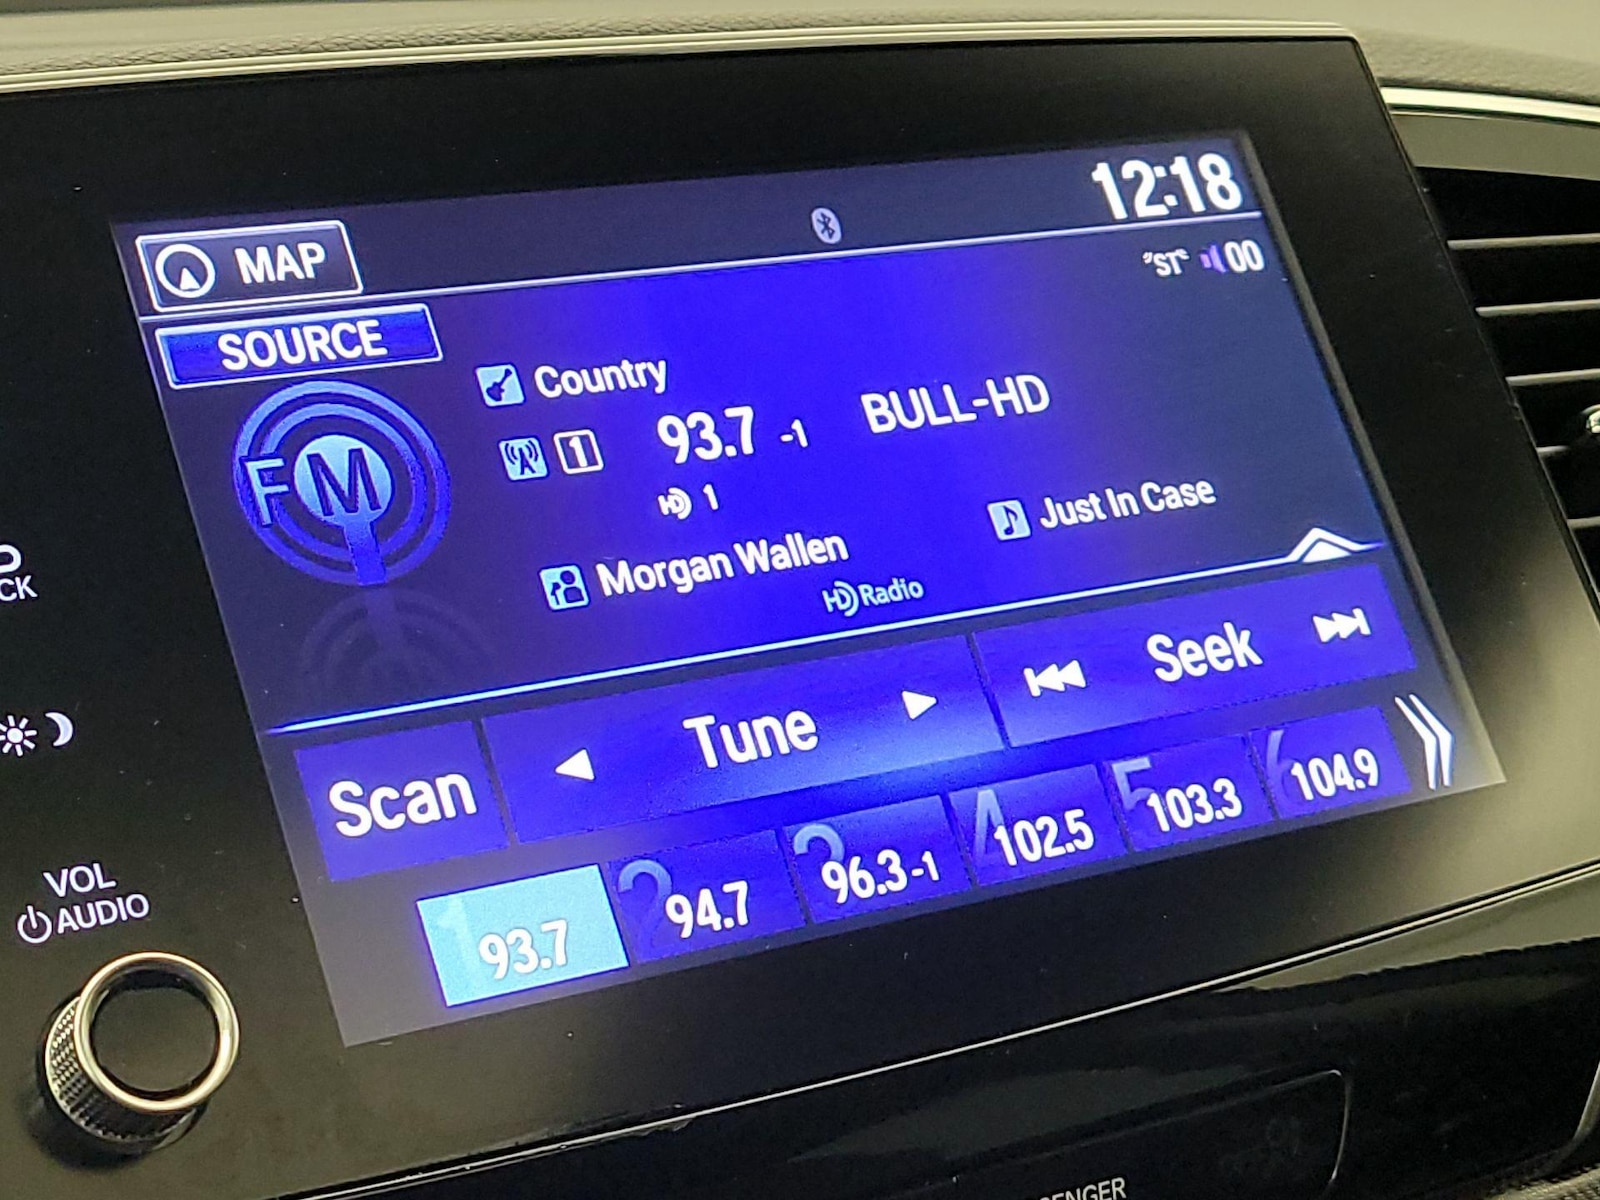 12:18
MAP
"ST" 00
SOURCE
Country
FM
1 93.7 -1 BULL-HD
HD 1
Just In Case
Morgan Wallen
HD Radio
CK
Seek
Tune
Scan
1 93.7
2 94.7
3 96.3-1
4 102.5
5 103.3
6 104.9
VOL
AUDIO
ENGER